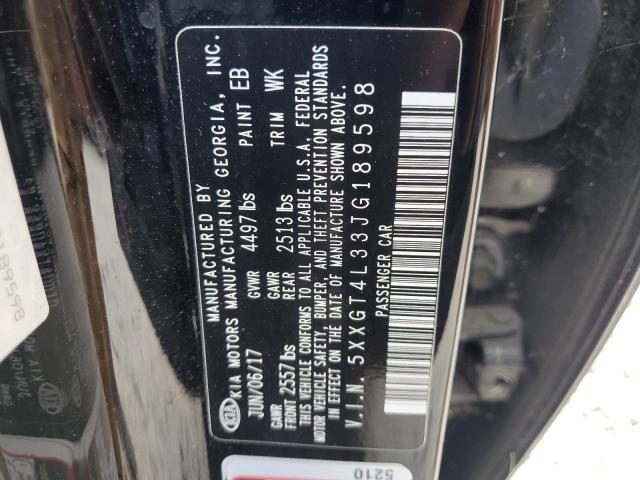 MANUFACTURED BY
KIA KIA MOTORS MANUFACTURING GEORGIA, INC.
JUN/06/17 GVWR 4497 lbs PAINT EB
GAWR FRONT 2557 lbs GAWR REAR 2513 lbs TRIM WK
THIS VEHICLE CONFORMS TO ALL APPLICABLE U.S.A. FEDERAL
MOTOR VEHICLE SAFETY, BUMPER, AND THEFT PREVENTION STANDARDS
IN EFFECT ON THE DATE OF MANUFACTURE SHOWN ABOVE.
V.I.N. 5XXGT4L33JG189598
PASSENGER CAR
5210